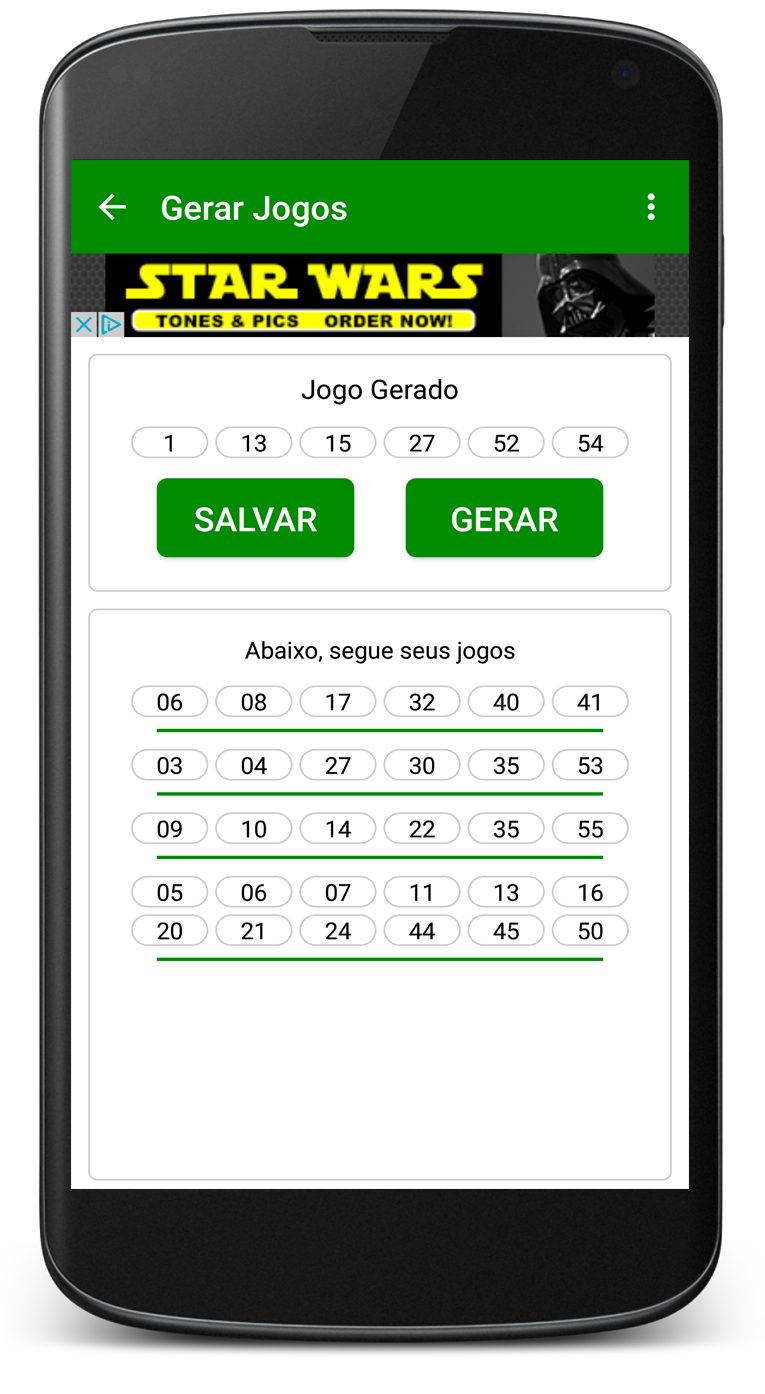 Gerar Jogos
STAR WARS
TONES & PICS ORDER NOW!
Jogo Gerado
1 13 15 27 52 54
SALVAR GERAR
Abaixo, segue seus jogos
06 08 17 32 40 41
03 04 27 30 35 53
09 10 14 22 35 55
05 06 07 11 13 16
20 21 24 44 45 50